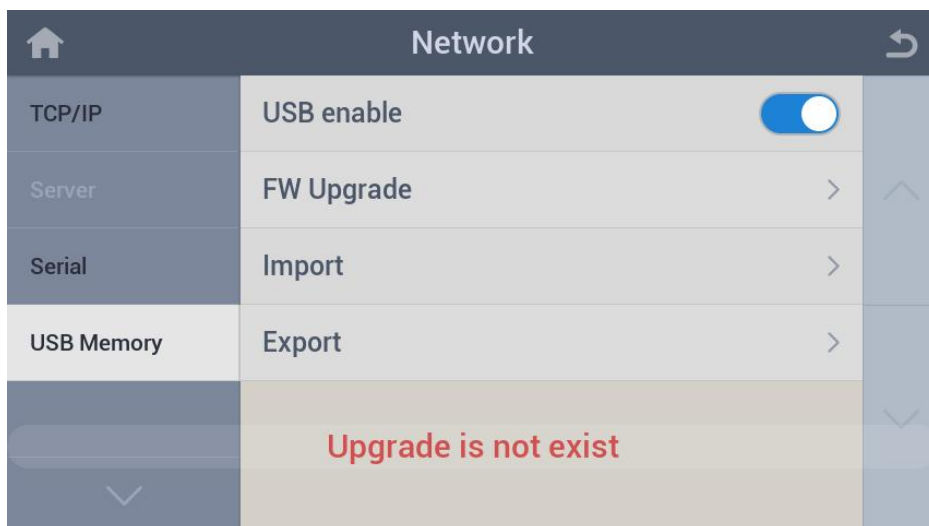 Network
TCP/IP
USB enable
Server
FW Upgrade
Serial
Import
USB Memory
Export
Upgrade is not exist